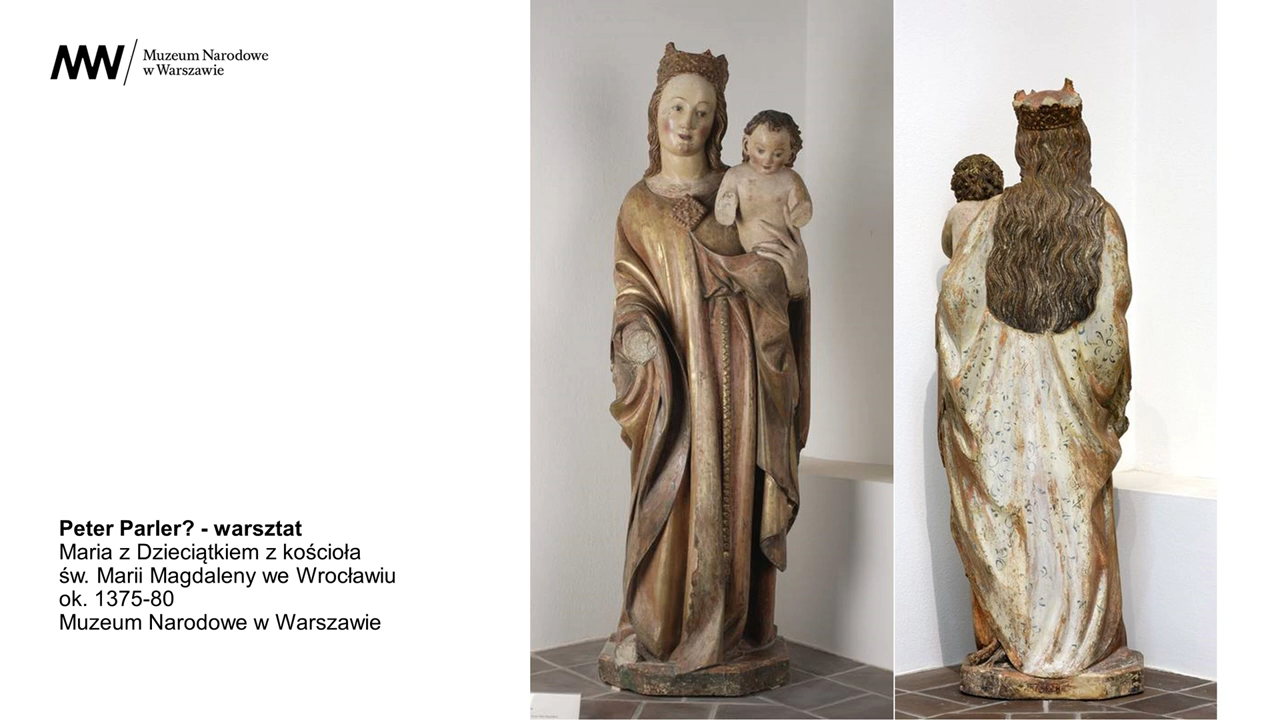 Muzeum Narodowe
w Warszawie
Peter Parler? - warsztat
Maria z Dzieciątkiem z kościoła
św. Marii Magdaleny we Wrocławiu
ok. 1375-80
Muzeum Narodowe w Warszawie